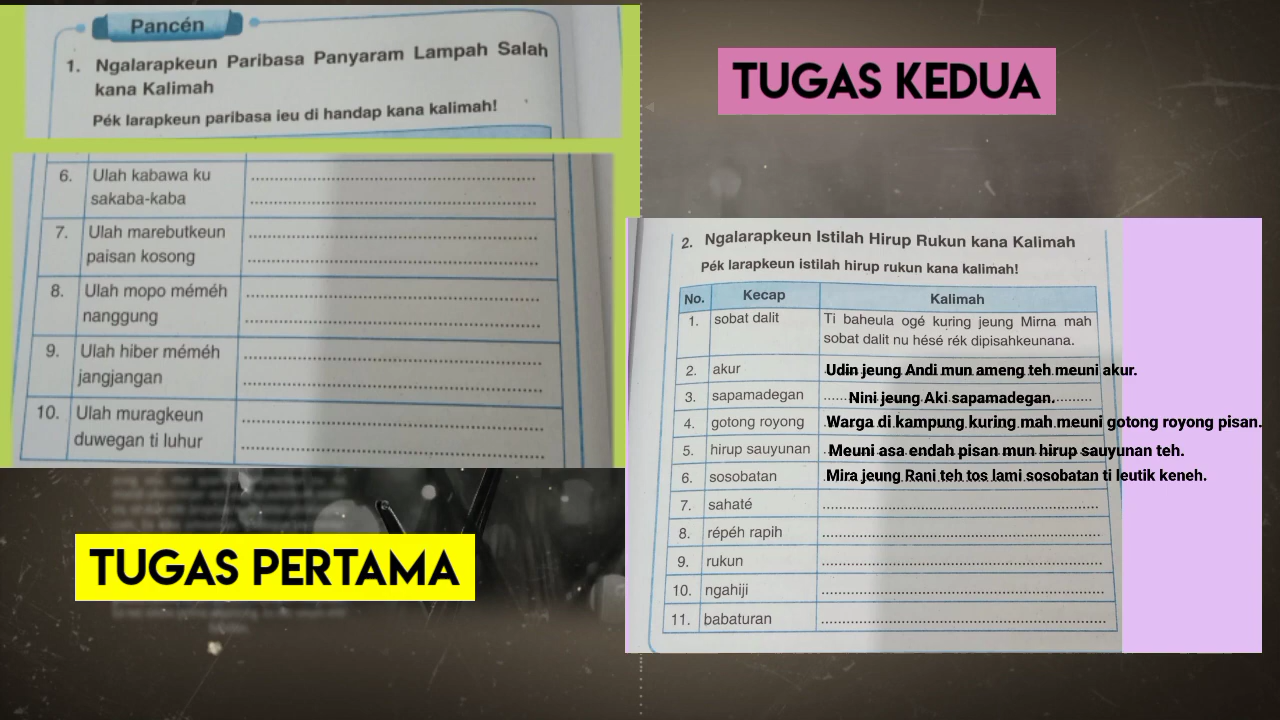 Pancén
1. Ngalarapkeun Paribasa Panyaram Lampah Salah
kana Kalimah
Pék larapkeun paribasa ieu di handap kana kalimah!
6. Ulah kabawa ku
sakaba-kaba
7. Ulah marebutkeun
paisan kosong
8. Ulah mopo méméh
nanggung
9. Ulah hiber méméh
jangjangan
10. Ulah muragkeun
duwegan ti luhur
TUGAS PERTAMA
TUGAS KEDUA
2. Ngalarapkeun Istilah Hirup Rukun kana Kalimah
Pék larapkeun istilah hirup rukun kana kalimah!
No. Kecap Kalimah
1. sobat dalit Ti baheula ogé kuring jeung Mirna mah
sobat dalit nu hésé rék dipisahkeunana.
2. akur Udin jeung Andi mun ameng teh meuni akur.
3. sapamadegan Nini jeung Aki sapamadegan.
4. gotong royong Warga di kampung kuring mah meuni gotong royong pisan.
5. hirup sauyunan Meuni asa endah pisan mun hirup sauyunan teh.
6. sosobatan Mira jeung Rani teh tos lami sosobatan ti leutik keneh.
7. sahaté
8. répéh rapih
9. rukun
10. ngahiji
11. babaturan